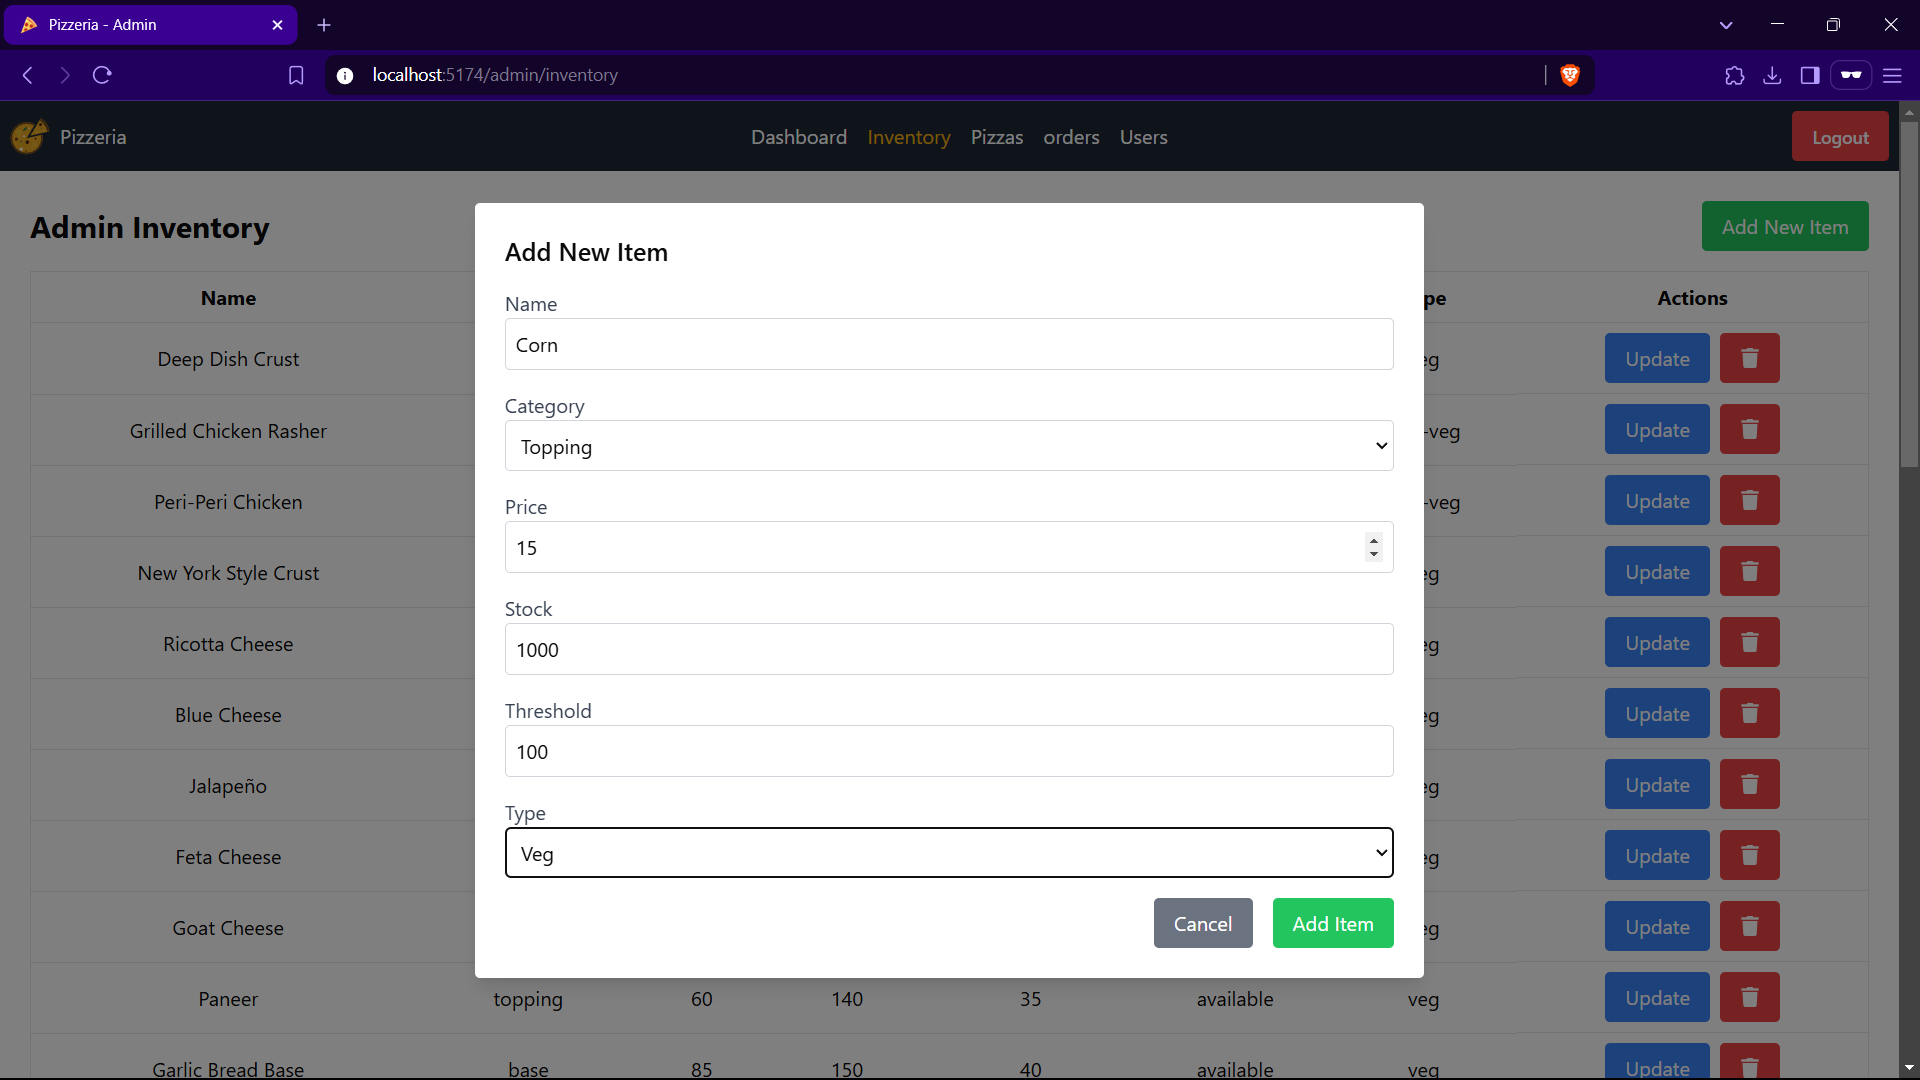 Pizzeria - Admin
localhost:5174/admin/inventory
Pizzeria Dashboard Inventory Pizzas orders Users Logout
Admin Inventory Add New Item
Name pe Actions
Deep Dish Crust eg Update
Grilled Chicken Rasher -veg Update
Peri-Peri Chicken -veg Update
New York Style Crust eg Update
Ricotta Cheese eg Update
Blue Cheese eg Update
Jalapeño eg Update
Feta Cheese eg Update
Goat Cheese eg Update
Paneer topping 60 140 35 available veg Update
Garlic Bread Base base 85 150 40 available veg Update
Add New Item
Name
Corn
Category
Topping
Price
15
Stock
1000
Threshold
100
Type
Veg
Cancel Add Item